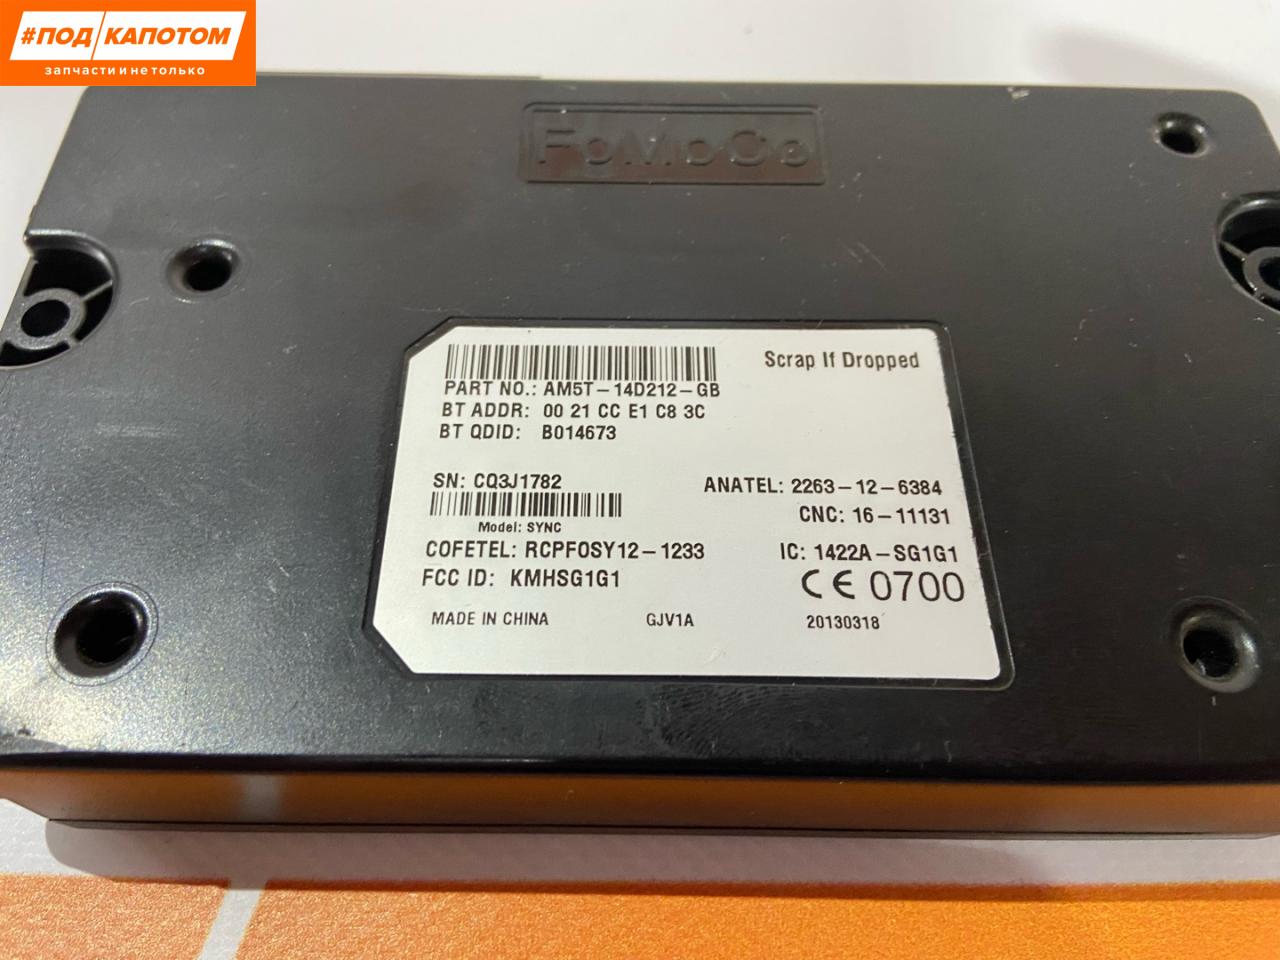 #ПОД КАПОТОМ
запчасти и не только
FoMoCo
Scrap If Dropped
PART NO.: AM5T-14D212-GB
BT ADDR: 00 21 CC E1 C8 3C
BT QDID: B014673
SN: CQ3J1782
ANATEL: 2263-12-6384
CNC: 16-11131
Model: SYNC
COFETEL: RCPFOSY12-1233
IC: 1422A-SG1G1
FCC ID: KMHSG1G1
CE 0700
MADE IN CHINA GJV1A 20130318